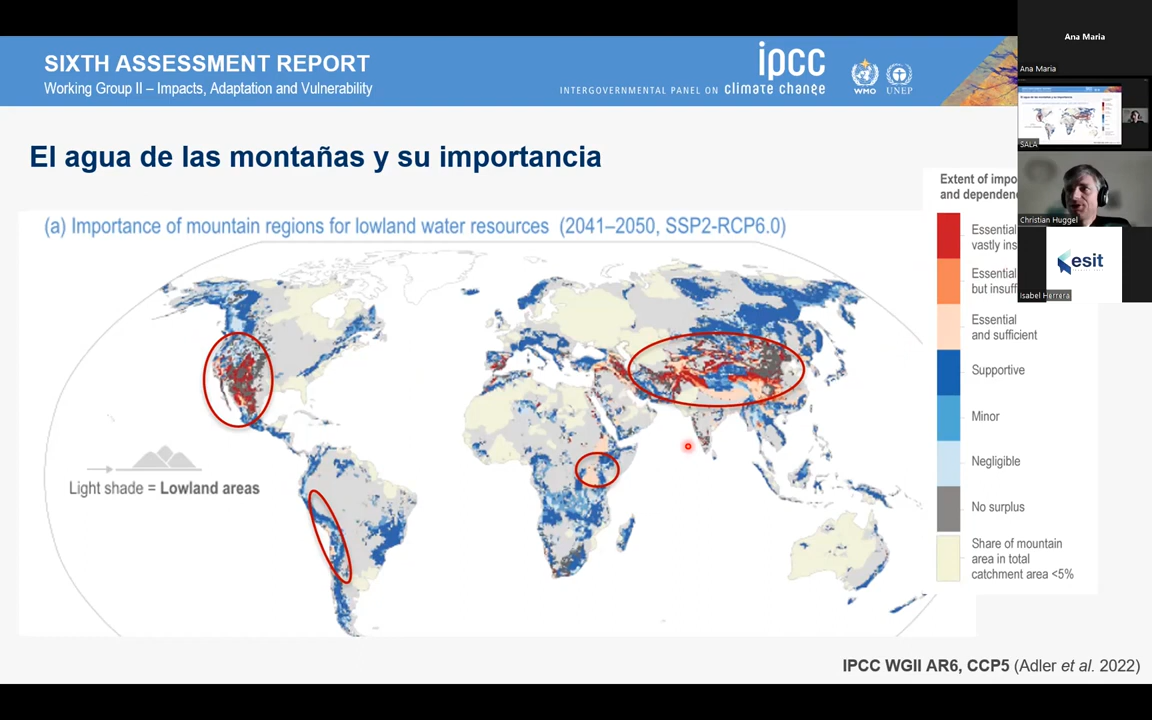 SIXTH ASSESSMENT REPORT
Working Group II – Impacts, Adaptation and Vulnerability
ipcc
INTERGOVERNMENTAL PANEL ON climate change
WMO
UNEP
Ana Maria
Ana Maria
SALA
Christian Huggel
esit
Isabel Herrera
El agua de las montañas y su importancia
(a) Importance of mountain regions for lowland water resources (2041–2050, SSP2-RCP6.0)
Light shade = Lowland areas
Extent of
and
Essential
vastly
Essential
but
Essential
and sufficient
Supportive
Minor
Negligible
No surplus
Share of mountain
area in total
catchment area <5%
IPCC WGII AR6, CCP5 (Adler et al. 2022)